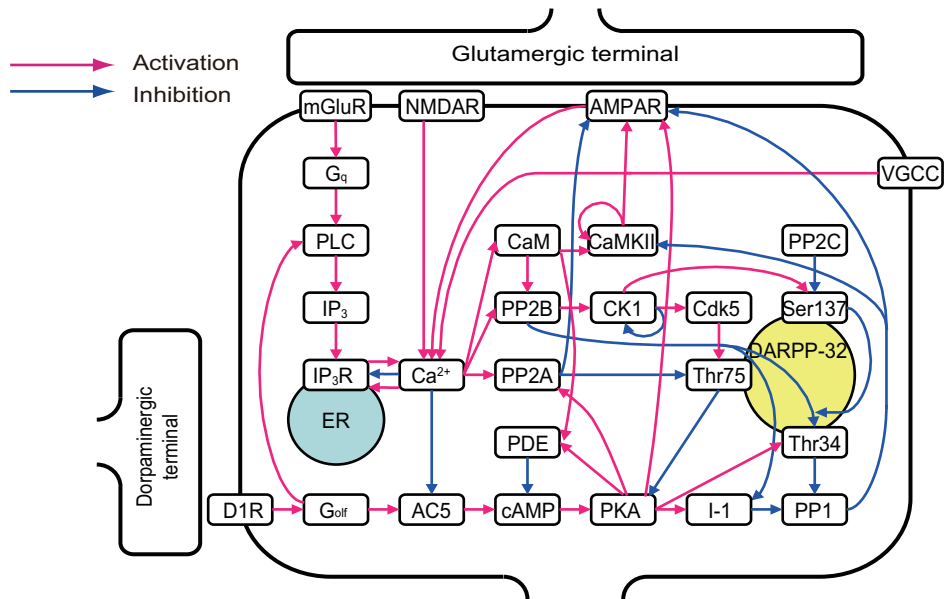 Glutamergic terminal
Activation
Inhibition
mGluR
NMDAR
AMPAR
Gq
VGCC
PLC
CaM
CaMKII
PP2C
IP3
PP2B
CK1
Cdk5
Ser137
DARPP-32
IP3R
Ca2+
PP2A
Thr75
ER
PDE
Thr34
Dorpaminergic
terminal
D1R
Golf
AC5
cAMP
PKA
I-1
PP1